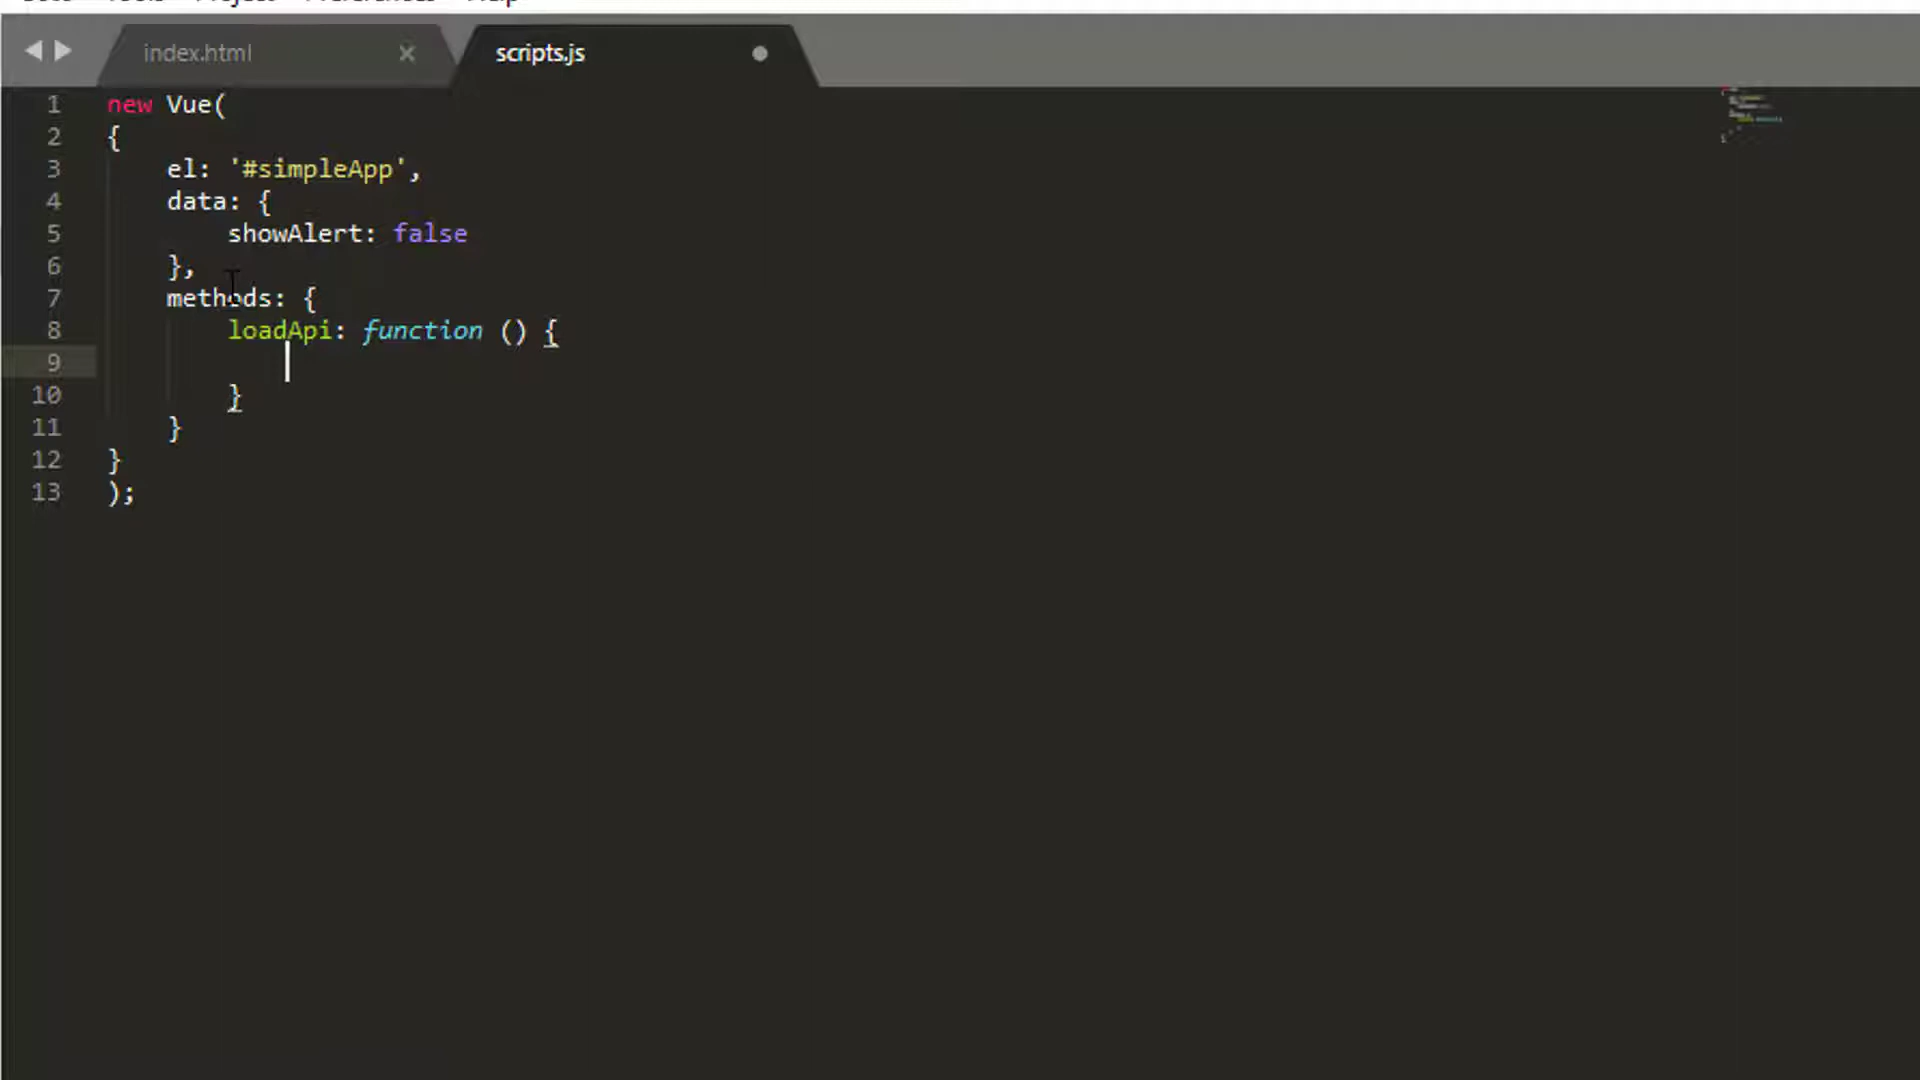 index.html × scripts.js
1 new Vue(
2 {
3 el: '#simpleApp',
4 data: {
5 showAlert: false
6 },
7 methods: {
8 loadApi: function () {
9
10 }
11 }
12 }
13 );